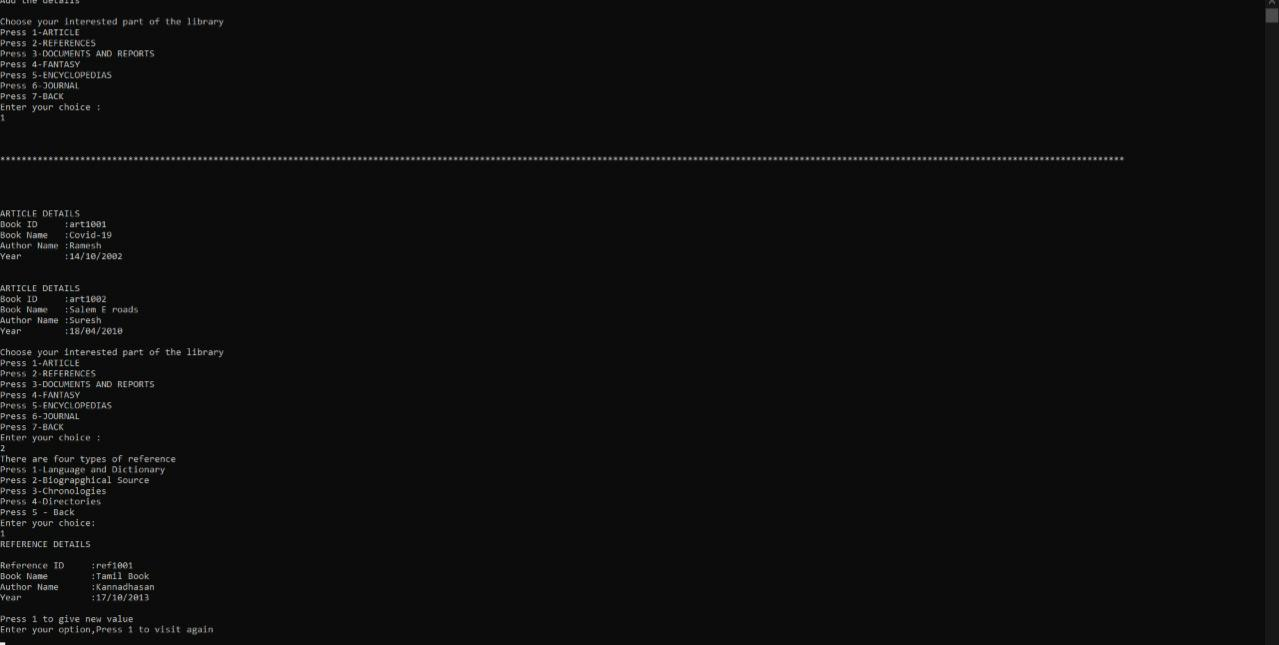 Add the details
Choose your interested part of the library
Press 1-ARTICLE
Press 2-REFERENCES
Press 3-DOCUMENTS AND REPORTS
Press 4-FANTASY
Press 5-ENCYCLOPEDIAS
Press 6-JOURNAL
Press 7-BACK
Enter your choice :
1
********************************************************************************************************************************************************************************************************************
ARTICLE DETAILS
Book ID     :art1001
Book Name   :Covid-19
Author Name :Ramesh
Year        :14/10/2002
ARTICLE DETAILS
Book ID     :art1002
Book Name   :Salem E roads
Author Name :Suresh
Year        :18/04/2010
Choose your interested part of the library
Press 1-ARTICLE
Press 2-REFERENCES
Press 3-DOCUMENTS AND REPORTS
Press 4-FANTASY
Press 5-ENCYCLOPEDIAS
Press 6-JOURNAL
Press 7-BACK
Enter your choice :
2
There are four types of reference
Press 1-Language and Dictionary
Press 2-Biograpghical Source
Press 3-Chronologies
Press 4-Directories
Press 5 - Back
Enter your choice:
1
REFERENCE DETAILS
Reference ID     :ref1001
Book Name        :Tamil Book
Author Name      :Kannadhasan
Year             :17/10/2013
Press 1 to give new value
Enter your option,Press 1 to visit again